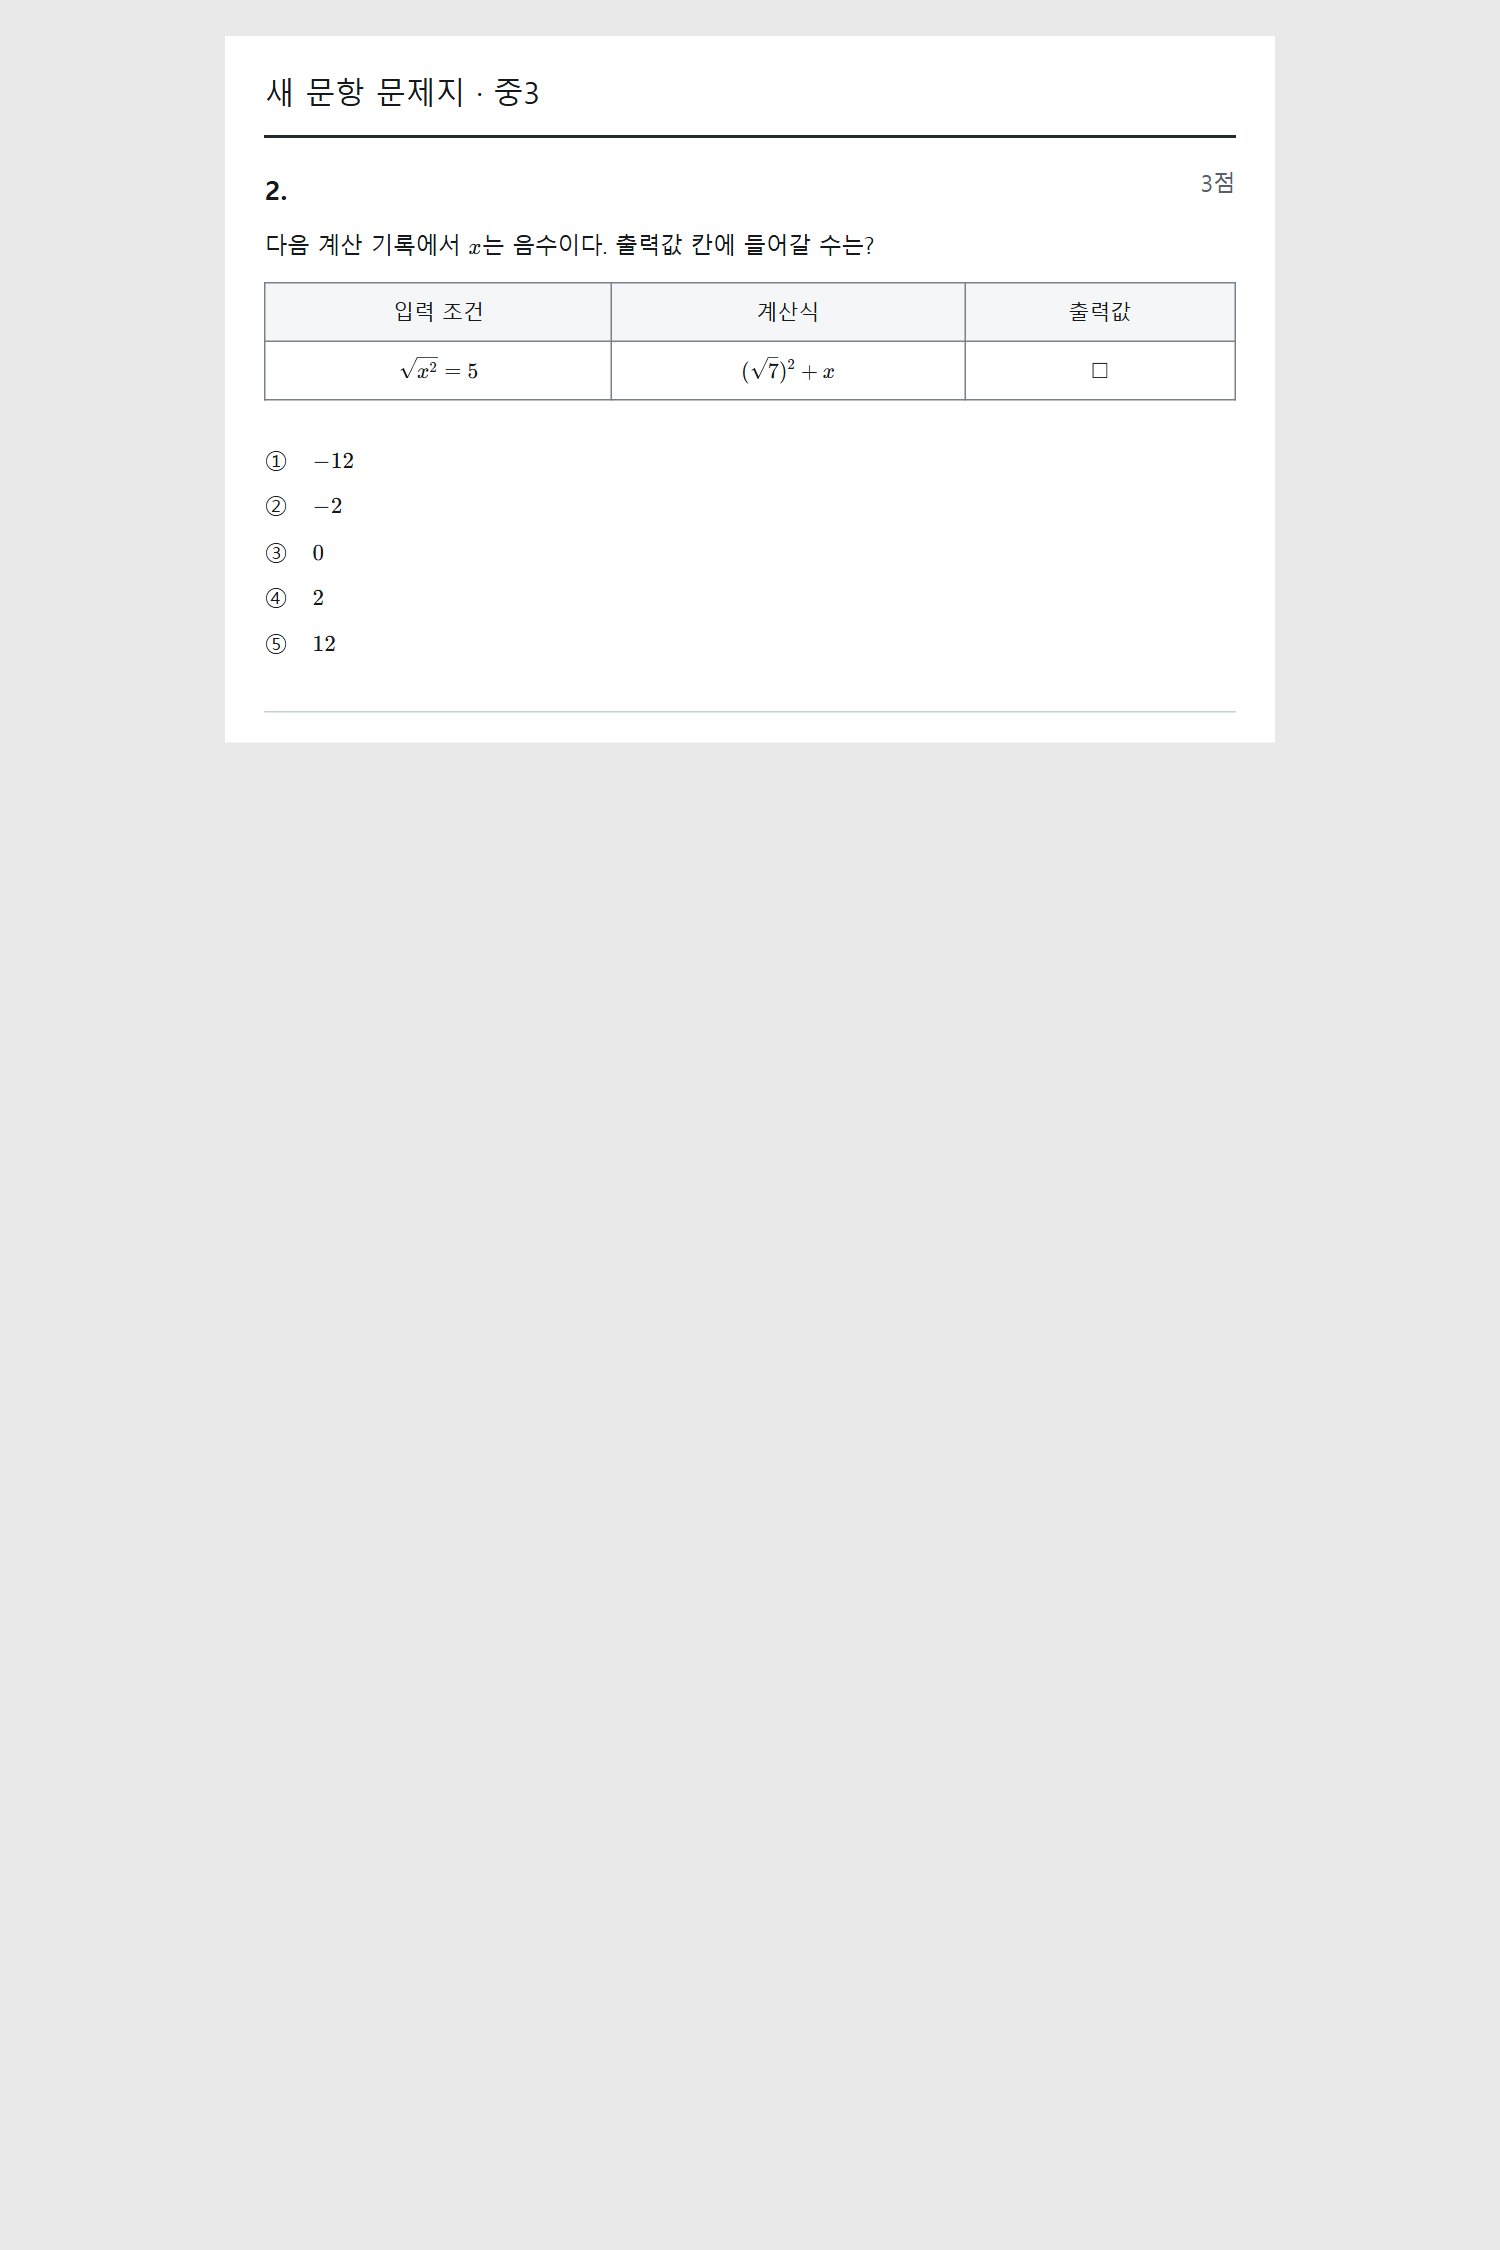 새 문항 문제지 · 중3
3점
2.
다음 계산 기록에서 x는 음수이다. 출력값 칸에 들어갈 수는?
입력 조건 계산식 출력값
√x² = 5 (√7)² + x □
① −12
② −2
③ 0
④ 2
⑤ 12